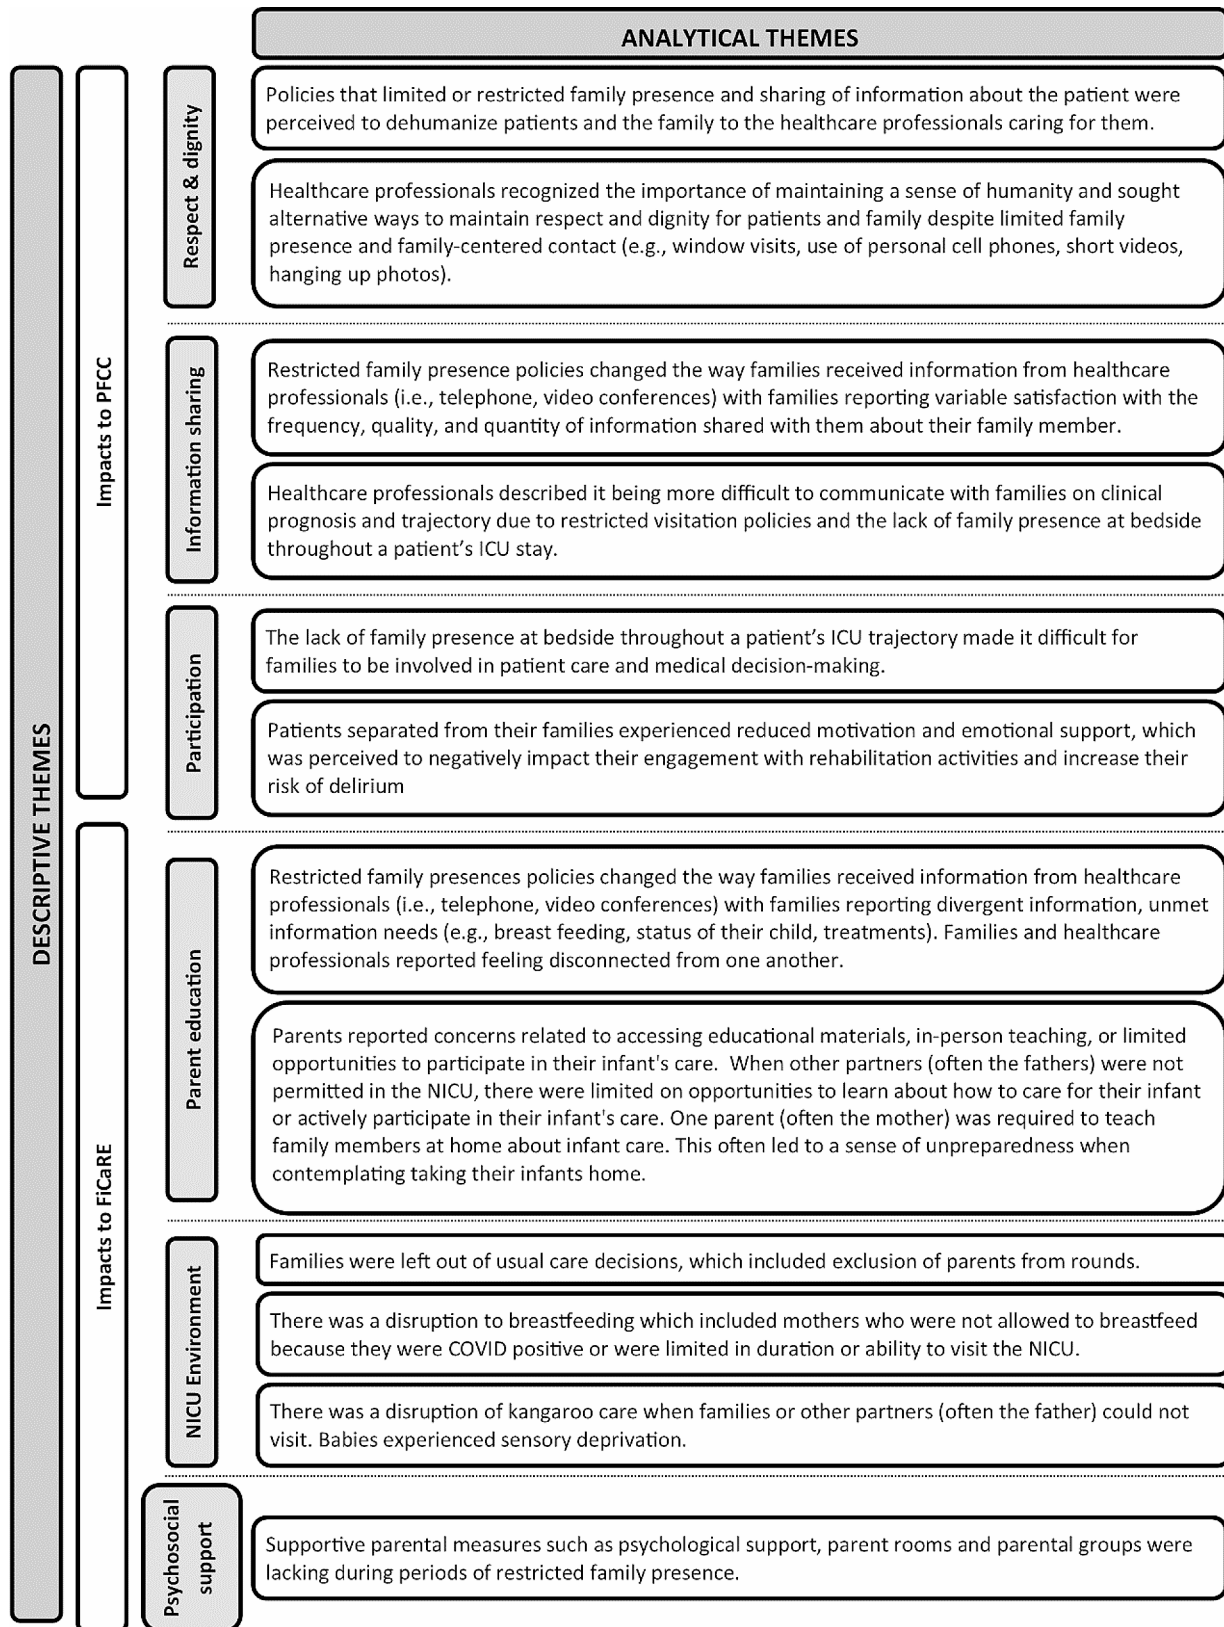 ANALYTICAL THEMES
DESCRIPTIVE THEMES
Impacts to PFCC
Respect & dignity
Policies that limited or restricted family presence and sharing of information about the patient were
perceived to dehumanize patients and the family to the healthcare professionals caring for them.
Healthcare professionals recognized the importance of maintaining a sense of humanity and sought
alternative ways to maintain respect and dignity for patients and family despite limited family
presence and family-centered contact (e.g., window visits, use of personal cell phones, short videos,
hanging up photos).
Information sharing
Restricted family presence policies changed the way families received information from healthcare
professionals (i.e., telephone, video conferences) with families reporting variable satisfaction with the
frequency, quality, and quantity of information shared with them about their family member.
Healthcare professionals described it being more difficult to communicate with families on clinical
prognosis and trajectory due to restricted visitation policies and the lack of family presence at bedside
throughout a patient's ICU stay.
Participation
The lack of family presence at bedside throughout a patient's ICU trajectory made it difficult for
families to be involved in patient care and medical decision-making.
Patients separated from their families experienced reduced motivation and emotional support, which
was perceived to negatively impact their engagement with rehabilitation activities and increase their
risk of delirium
Impacts to FiCaRE
Parent education
Restricted family presences policies changed the way families received information from healthcare
professionals (i.e., telephone, video conferences) with families reporting divergent information, unmet
information needs (e.g., breast feeding, status of their child, treatments). Families and healthcare
professionals reported feeling disconnected from one another.
Parents reported concerns related to accessing educational materials, in-person teaching, or limited
opportunities to participate in their infant's care.  When other partners (often the fathers) were not
permitted in the NICU, there were limited on opportunities to learn about how to care for their infant
or actively participate in their infant's care. One parent (often the mother) was required to teach
family members at home about infant care. This often led to a sense of unpreparedness when
contemplating taking their infants home.
NICU Environment
Families were left out of usual care decisions, which included exclusion of parents from rounds.
There was a disruption to breastfeeding which included mothers who were not allowed to breastfeed
because they were COVID positive or were limited in duration or ability to visit the NICU.
There was a disruption of kangaroo care when families or other partners (often the father) could not
visit. Babies experienced sensory deprivation.
Psychosocial
support
Supportive parental measures such as psychological support, parent rooms and parental groups were
lacking during periods of restricted family presence.